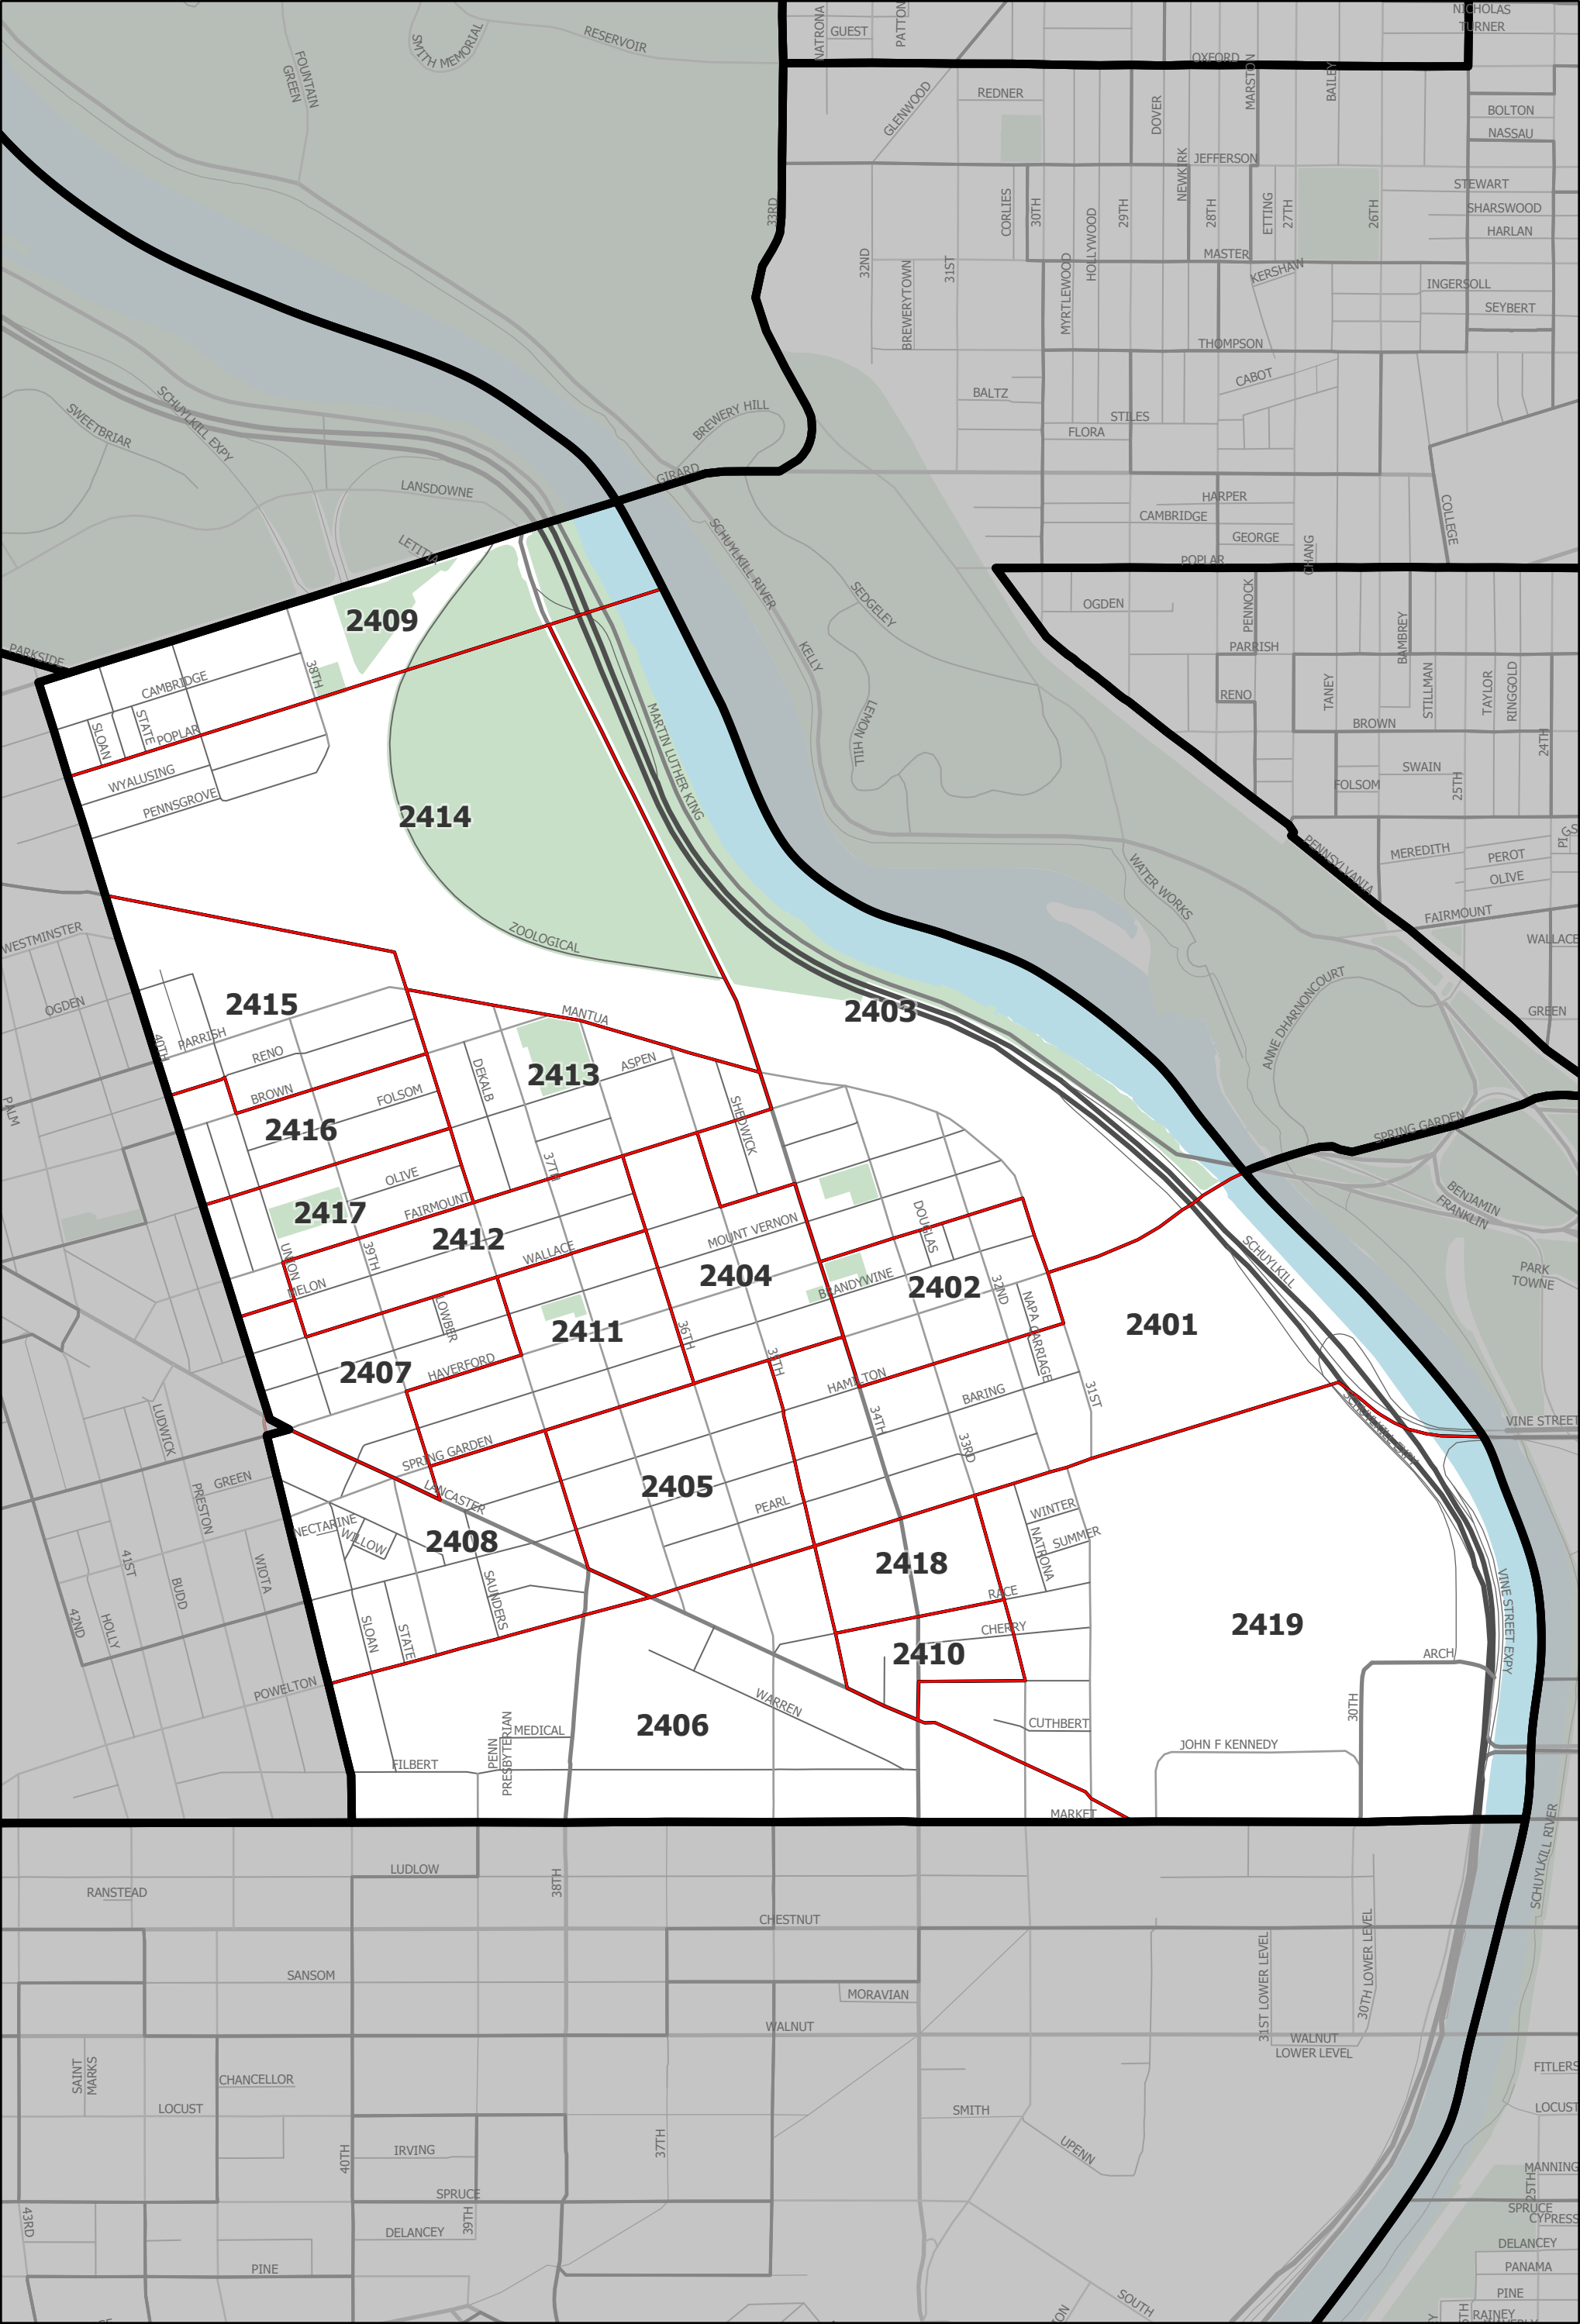 NICHOLAS
TURNER
NATRONA
GUEST
PATTON
RESERVOIR
SMITH MEMORIAL
FOUNTAIN
GREEN
OXFORD
MARSTON
BAILEY
REDNER
GLENWOOD
DOVER
BOLTON
NASSAU
JEFFERSON
NEWKIRK
STEWART
SHARSWOOD
HARLAN
33RD
CORLIES
30TH
HOLLYWOOD
29TH
28TH
ETTING
27TH
26TH
MASTER
KERSHAW
INGERSOLL
SEYBERT
32ND
BREWERYTOWN
31ST
MYRTLEWOOD
THOMPSON
CABOT
BALTZ
STILES
FLORA
BREWERY HILL
SWEETBRIAR
SCHUYLKILL EXPY
LANSDOWNE
GIRARD
HARPER
CAMBRIDGE
GEORGE
COLLEGE
CHANG
POPLAR
LETITIA
SCHUYLKILL RIVER
SEDGELEY
KELLY
LEMON HILL
OGDEN
PENNOCK
PARRISH
BAMBREY
RENO
TANEY
STILLMAN
TAYLOR
RINGGOLD
BROWN
24TH
SWAIN
FOLSOM
25TH
2409
PARKSIDE
CAMBRIDGE
38TH
SLOAN
STATE
POPLAR
WYALUSING
PENNSGROVE
2414
MARTIN LUTHER KING
PENNSYLVANIA
MEREDITH
PEROT
OLIVE
FAIRMOUNT
WALLACE
GREEN
WATER WORKS
ANNE DHARNONCOURT
ZOOLOGICAL
WESTMINSTER
OGDEN
2415
2403
MANTUA
40TH
PARRISH
RENO
BROWN
2413
ASPEN
DEKALB
FOLSOM
2416
SHEDWICK
PALM
SPRING GARDEN
37TH
OLIVE
FAIRMOUNT
2417
2412
MOUNT VERNON
DOUGLAS
BENJAMIN
FRANKLIN
UNION
MELON
39TH
WALLACE
2404
BRANDYWINE
2402
32ND
NAPA
CARRIAGE
SCHUYLKILL
PARK
TOWNE
LOWBER
2411
36TH
2401
2407
HAVERFORD
35TH
HAMILTON
BARING
31ST
34TH
33RD
SCHUYLKILL EXPY
VINE STREET
LUDWICK
SPRING GARDEN
GREEN
LANCASTER
2405
PEARL
PRESTON
NECTARINE
WILLOW
2408
WINTER
NATRONA
SUMMER
2418
RACE
41ST
BUDD
WIOTA
SAUNDERS
VINE STREET EXPY
42ND
HOLLY
SLOAN
STATE
CHERRY
2419
2410
ARCH
POWELTON
WARREN
30TH
2406
MEDICAL
PENN
PRESBYTERIAN
CUTHBERT
JOHN F KENNEDY
FILBERT
MARKET
SCHUYLKILL RIVER
LUDLOW
38TH
RANSTEAD
CHESTNUT
SANSOM
MORAVIAN
31ST LOWER LEVEL
30TH LOWER LEVEL
WALNUT
WALNUT
LOWER LEVEL
SAINT
MARKS
CHANCELLOR
FITLERS
LOCUST
LOCUST
SMITH
40TH
IRVING
37TH
UPENN
MANNING
25TH
SPRUCE
SPRUCE
CYPRESS
43RD
39TH
DELANCEY
DELANCEY
PINE
PANAMA
SOUTH
PINE
RAINEY